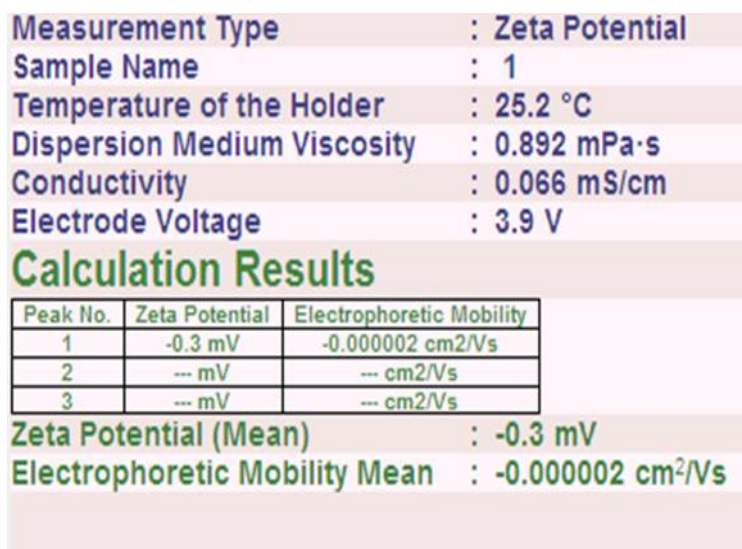 Measurement Type : Zeta Potential
Sample Name : 1
Temperature of the Holder : 25.2 °C
Dispersion Medium Viscosity : 0.892 mPa·s
Conductivity : 0.066 mS/cm
Electrode Voltage : 3.9 V
Calculation Results
Peak No. Zeta Potential Electrophoretic Mobility
1 -0.3 mV -0.000002 cm2/Vs
2 --- mV --- cm2/Vs
3 --- mV --- cm2/Vs
Zeta Potential (Mean) : -0.3 mV
Electrophoretic Mobility Mean : -0.000002 cm²/Vs